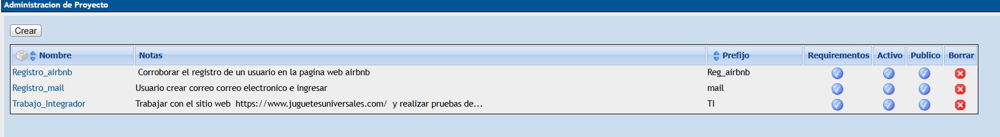 Administracion de Proyecto
Crear
Nombre Notas Prefijo Requirementos Activo Publico Borrar
Registro_airbnb Corroborar el registro de un usuario en la pagina web airbnb Reg_airbnb
Registro_mail Usuario crear correo correo electronico e ingresar mail
Trabajo_Integrador Trabajar con el sitio web https://www.juguetesuniversales.com/ y realizar pruebas de... TI